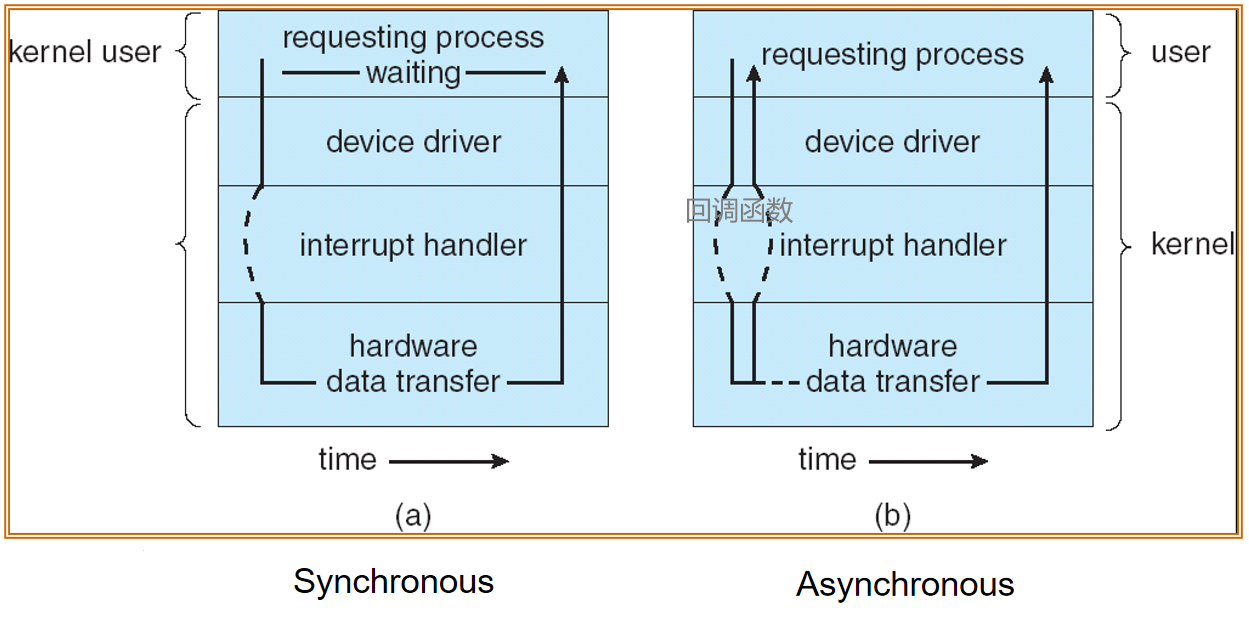 kernel user
requesting process
waiting
device driver
interrupt handler
hardware
data transfer
time
(a)
Synchronous
requesting process
user
device driver
回调函数
interrupt handler
kernel
hardware
data transfer
time
(b)
Asynchronous